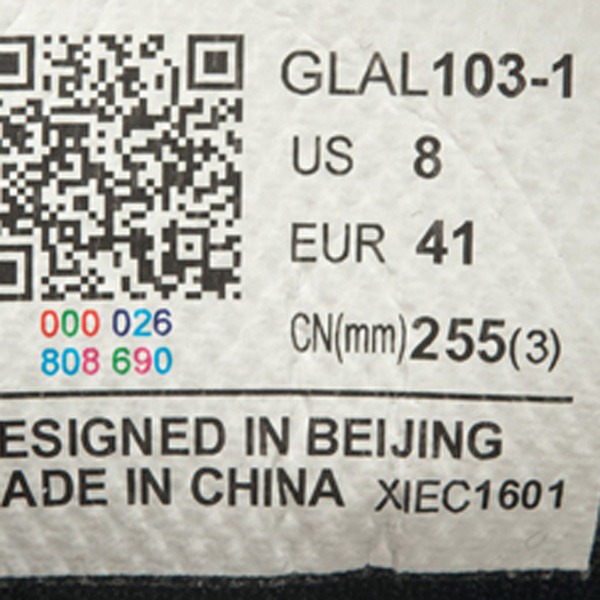 GLAL103-1
US 8
EUR 41
CN(mm)255(3)
000 026
808 690
ESIGNED IN BEIJING
ADE IN CHINA XIEC1601